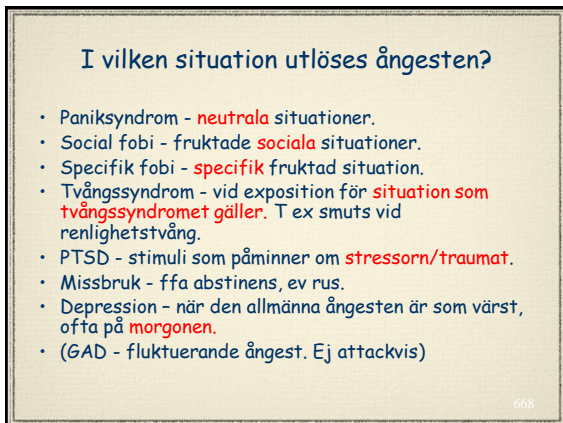 I vilken situation utlöses ångesten?
• Paniksyndrom - neutrala situationer.
• Social fobi - fruktade sociala situationer.
• Specifik fobi - specifik fruktad situation.
• Tvångssyndrom - vid exposition för situation som
tvångssyndromet gäller. T ex smuts vid
renlighetstvång.
• PTSD - stimuli som påminner om stressorn/traumat.
• Missbruk - ffa abstinens, ev rus.
• Depression – när den allmänna ångesten är som värst,
ofta på morgonen.
• (GAD - fluktuerande ångest. Ej attackvis)
668